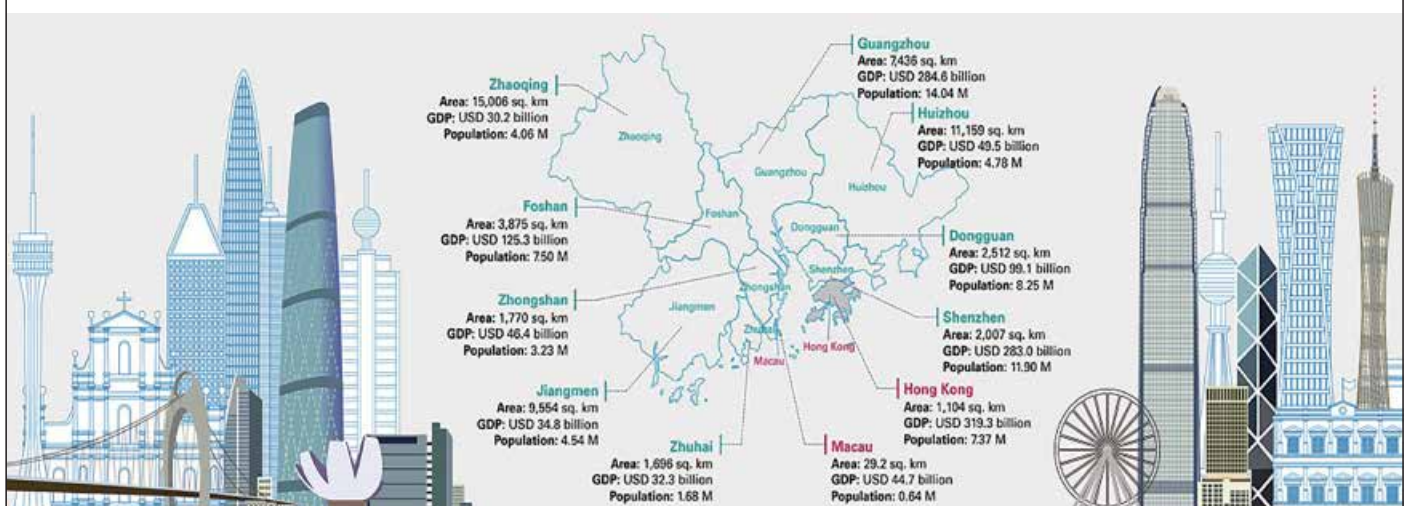 Zhaoqing
Area: 15,006 sq. km
GDP: USD 30.2 billion
Population: 4.06 M
Guangzhou
Area: 7,436 sq. km
GDP: USD 284.6 billion
Population: 14.04 M
Huizhou
Area: 11,159 sq. km
GDP: USD 49.5 billion
Population: 4.78 M
Foshan
Area: 3,875 sq. km
GDP: USD 125.3 billion
Population: 7.50 M
Dongguan
Area: 2,512 sq. km
GDP: USD 99.1 billion
Population: 8.25 M
Zhongshan
Area: 1,770 sq. km
GDP: USD 46.4 billion
Population: 3.23 M
Shenzhen
Area: 2,007 sq. km
GDP: USD 283.0 billion
Population: 11.90 M
Jiangmen
Area: 9,554 sq. km
GDP: USD 34.8 billion
Population: 4.54 M
Hong Kong
Area: 1,104 sq. km
GDP: USD 319.3 billion
Population: 7.37 M
Zhuhai
Area: 1,696 sq. km
GDP: USD 32.3 billion
Population: 1.68 M
Macau
Area: 29.2 sq. km
GDP: USD 44.7 billion
Population: 0.64 M
Zhaoqing
Guangzhou
Huizhou
Foshan
Dongguan
Shenzhen
Zhongshan
Jiangmen
Zhuhai
Hong Kong
Macau